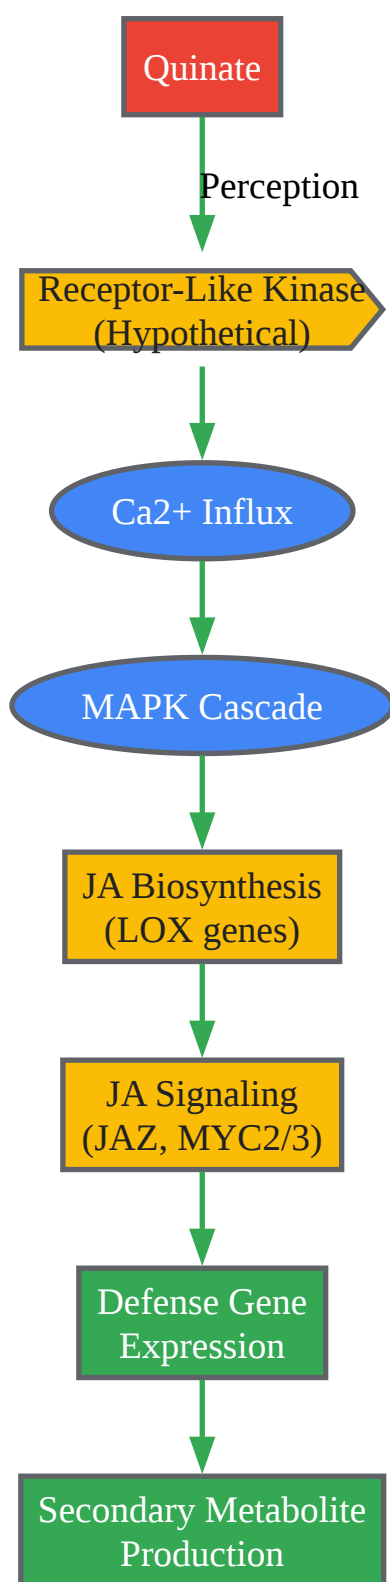 Quinate
Perception
Receptor-Like Kinase
(Hypothetical)
Ca2+ Influx
MAPK Cascade
JA Biosynthesis
(LOX genes)
JA Signaling
(JAZ, MYC2/3)
Defense Gene
Expression
Secondary Metabolite
Production